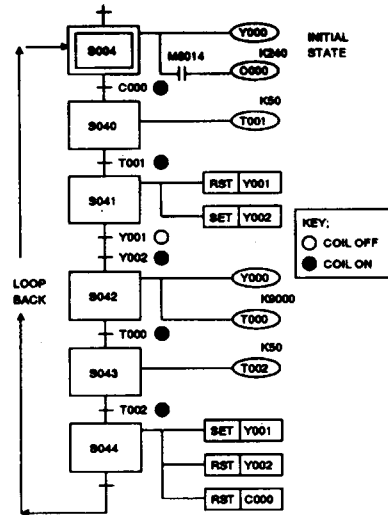 Y000
S004
M8014
K240
INITIAL
STATE
C000
C000
K50
S040
T001
T001
S041
RST Y001
SET Y002
KEY;
COIL OFF
COIL ON
Y001
Y002
LOOP
BACK
S042
Y000
K9000
T000
T000
K50
S043
T002
T002
S044
SET Y001
RST Y002
RST C000